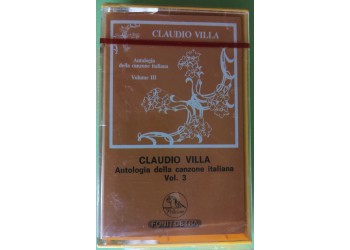 CLAUDIO VILLA
Antologia
della canzone italiana
Volume III
CLAUDIO VILLA
Antologia della canzone italiana
Vol. 3